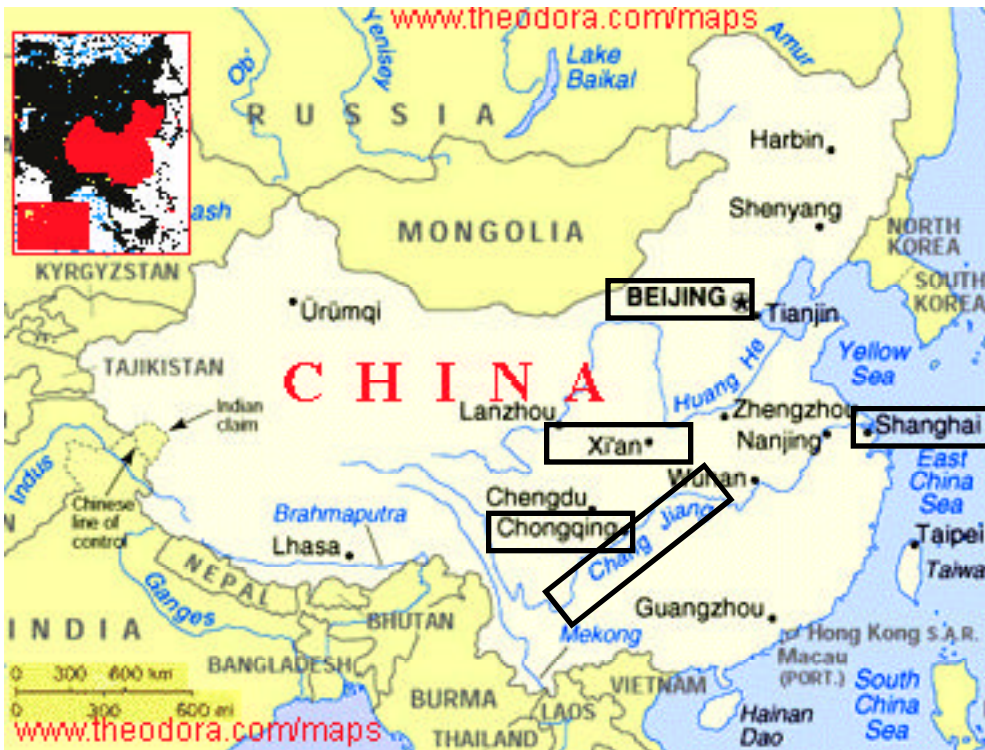 www.theodora.com/maps
Ob'
Yenisey
Lake
Baikal
Amur
RUSSIA
Harbin
ash
MONGOLIA
Shenyang
NORTH
KOREA
KYRGYZSTAN
SOUTH
KOREA
BEIJING
Ürümqi
Tianjin
TAJIKISTAN
CHINA
Huang He
Yellow
Sea
Indian
claim
Lanzhou
Zhengzhou
Shanghai
Xi'an
Nanjing
Indus
East
China
Sea
Wuhan
Chinese
line of
control
Chengdu
Brahmaputra
Chongqing
Chang Jiang
Lhasa
Taipei
Taiwa
NEPAL
Ganges
BHUTAN
Guangzhou
INDIA
Mekong
Hong Kong S.A.R.
Macau
(PORT.)
BANGLADESH
0 300 600 km
VIETNAM
South
China
Sea
BURMA
0 300 600 mi
LAOS
Hainan
Dao
www.theodora.com/maps
THAILAND